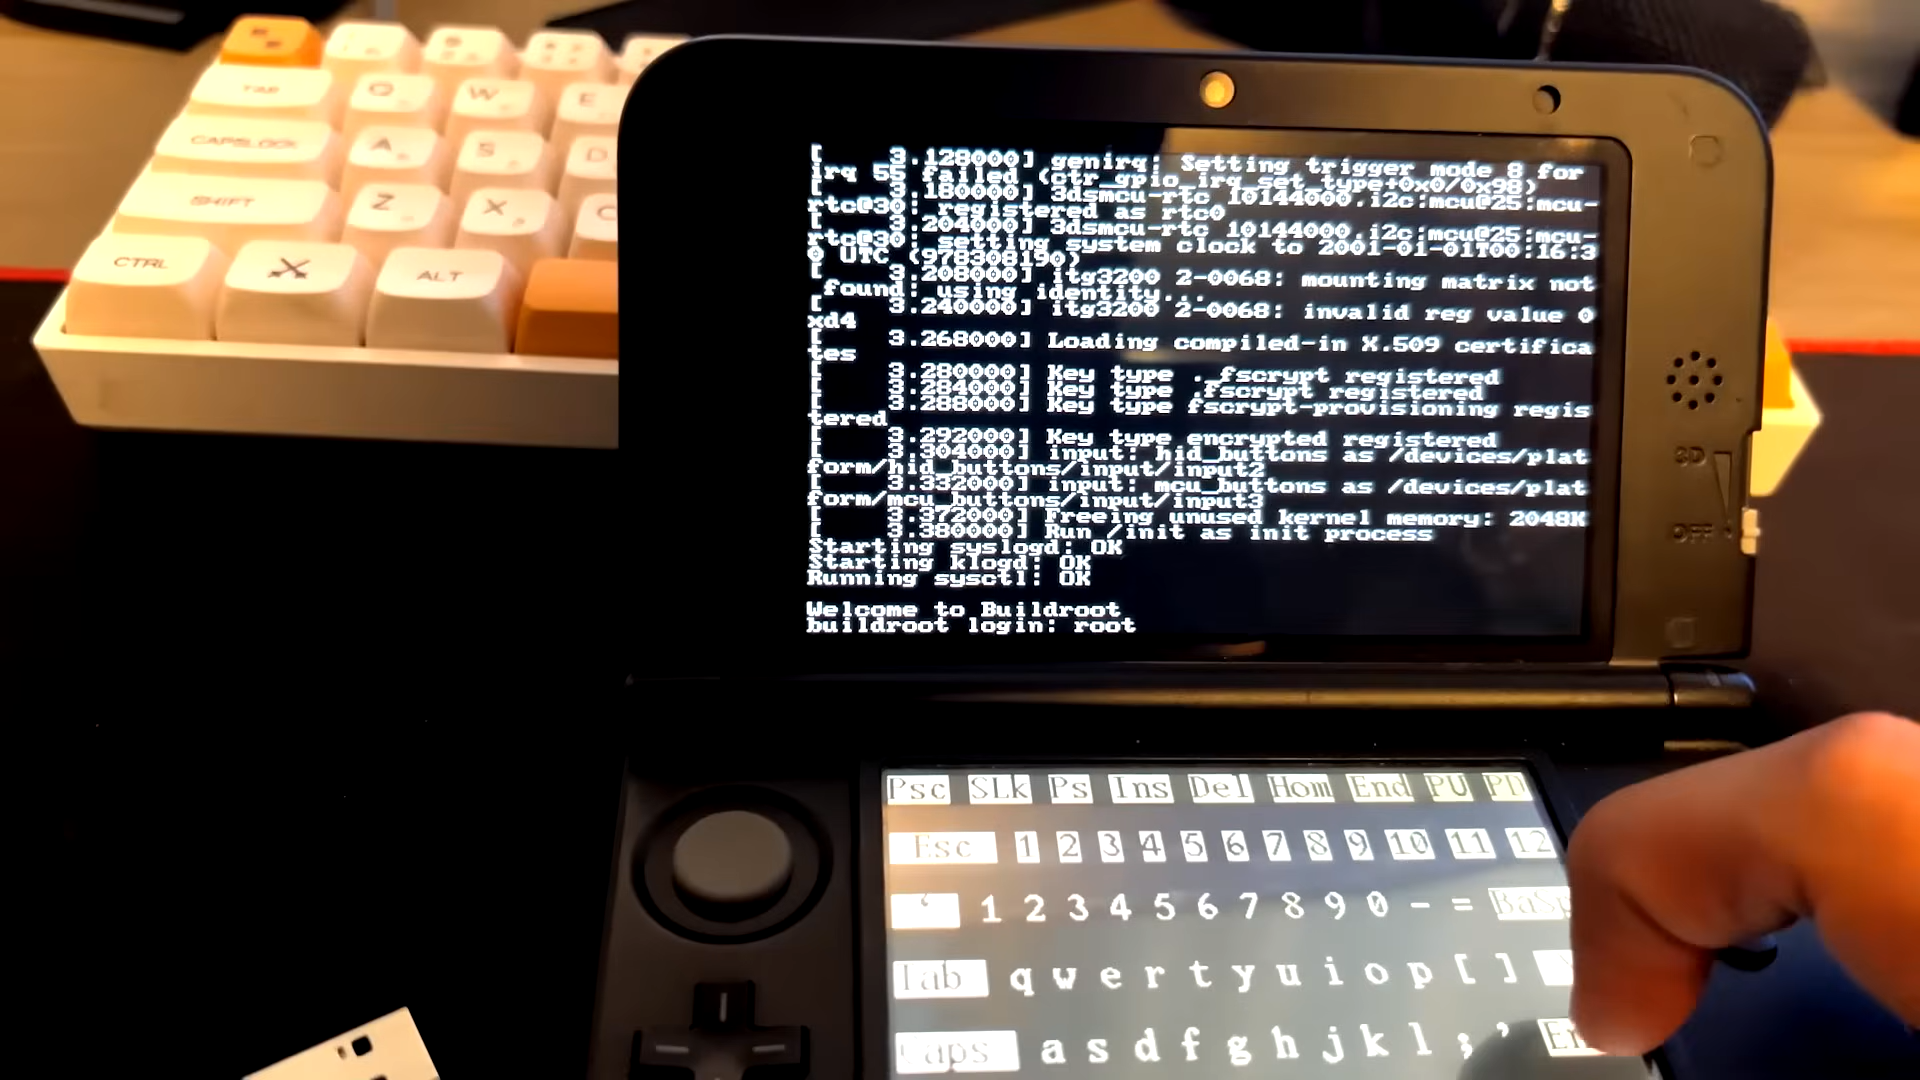 TAB Q W E
CAPSLOCK A S D
SHIFT Z X C
CTRL ALT
[    3.128000] genirq: Setting trigger mode 8 for
irq 55 failed (ctr_gpio_irq_set_type+0x0/0x98)
[    3.180000] 3dsmcu-rtc 10144000.i2c:mcu@25:mcu-
rtc@30: registered as rtc0
[    3.204000] 3dsmcu-rtc 10144000.i2c:mcu@25:mcu-
rtc@30: setting system clock to 2001-01-01T00:16:3
0 UTC (978308190)
[    3.208000] itg3200 2-0068: mounting matrix not
 found: using identity...
[    3.240000] itg3200 2-0068: invalid reg value 0
xd4
[    3.268000] Loading compiled-in X.509 certifica
tes
[    3.280000] Key type ._fscrypt registered
[    3.284000] Key type .fscrypt registered
[    3.288000] Key type fscrypt-provisioning regis
tered
[    3.292000] Key type encrypted registered
[    3.304000] input: hid_buttons as /devices/plat
form/hid_buttons/input/input2
[    3.332000] input: mcu_buttons as /devices/plat
form/mcu_buttons/input/input3
[    3.372000] Freeing unused kernel memory: 2048K
[    3.380000] Run /init as init process
Starting syslogd: OK
Starting klogd: OK
Running sysctl: OK
Welcome to Buildroot
buildroot login: root
3D
OFF
Psc SLk Ps Ins Del Hom End PU PD
Esc 1 2 3 4 5 6 7 8 9 10 11 12
` 1 2 3 4 5 6 7 8 9 0 - = BaSp
Tab q w e r t y u i o p [ ]
Caps a s d f g h j k l ; '